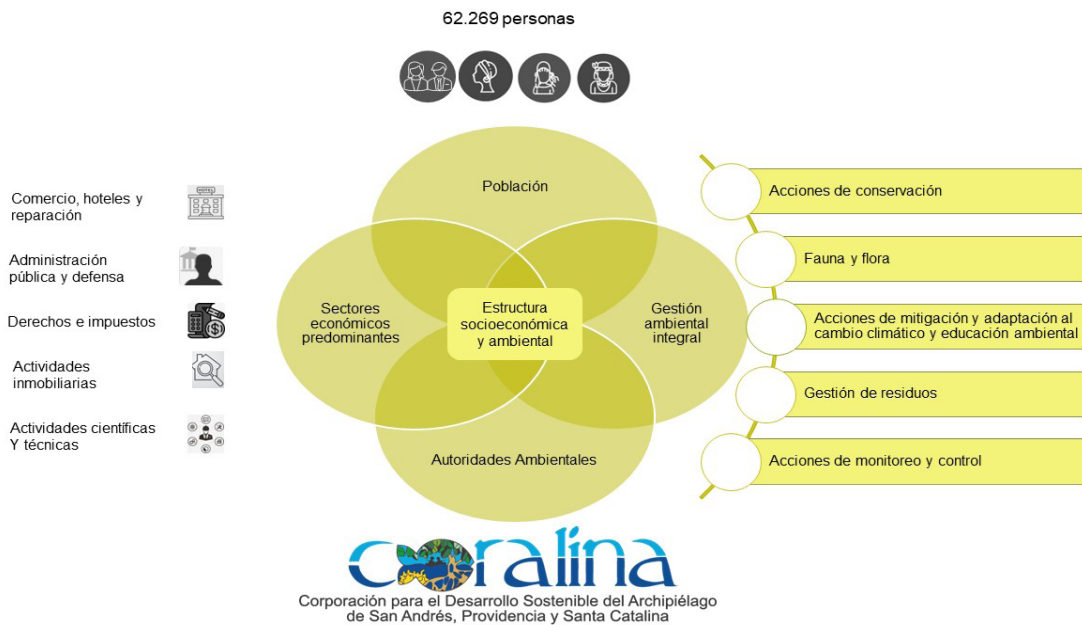 62.269 personas
Comercio, hoteles y
reparación
HOTEL
Administración
pública y defensa
Derechos e impuestos
Actividades
inmobiliarias
Actividades científicas
Y técnicas
Población
Sectores
económicos
predominantes
Estructura
socioeconómica
y ambiental
Gestión
ambiental
integral
Autoridades Ambientales
Acciones de conservación
Fauna y flora
Acciones de mitigación y adaptación al
cambio climático y educación ambiental
Gestión de residuos
Acciones de monitoreo y control
coralina
Corporación para el Desarrollo Sostenible del Archipiélago
de San Andrés, Providencia y Santa Catalina